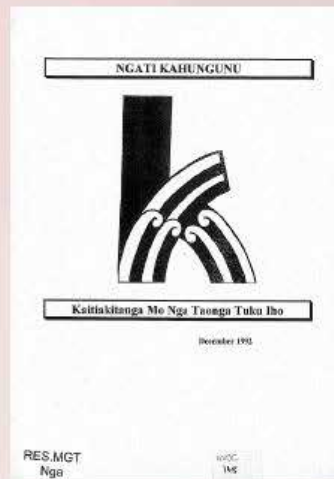 NGATI KAHUNGUNU
Kaitiakitanga Mo Nga Taonga Tuku Iho
December 1992
RES.MGT
Nga